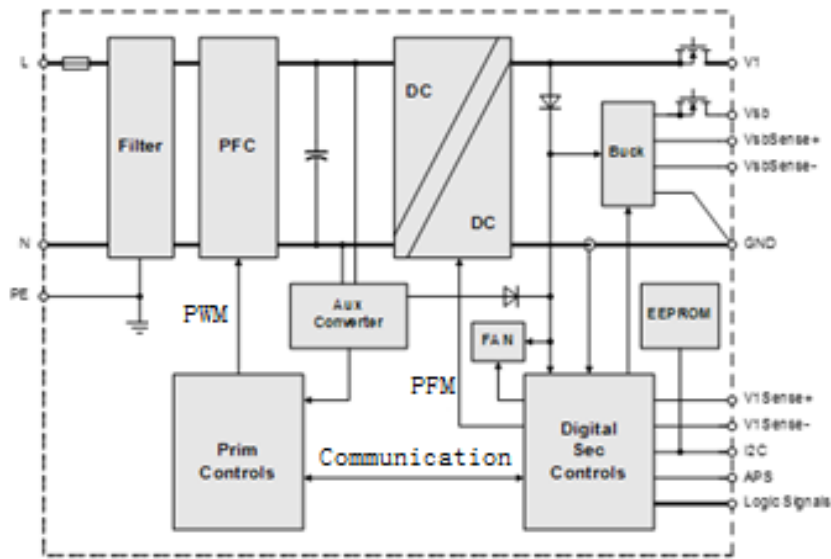 L
V1
DC
Vsb
VsbSense+
Filter
PFC
Buck
VsbSense-
DC
N
GND
PE
PWM
Aux
Converter
EEPROM
FAN
PFM
V1Sense+
V1Sense-
Prim
Controls
Communication
Digital
Sec
Controls
I2C
APS
Logic Signals